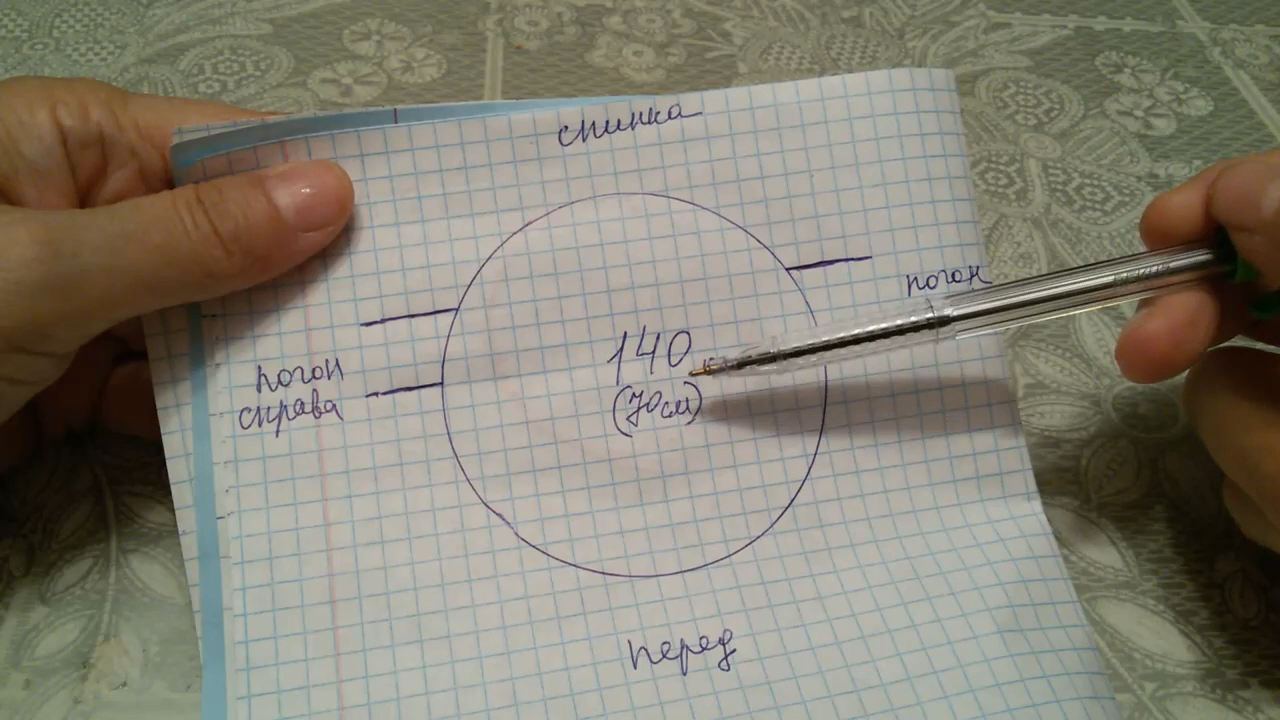 спинка
погон
140
(70см)
погон
справа
перед